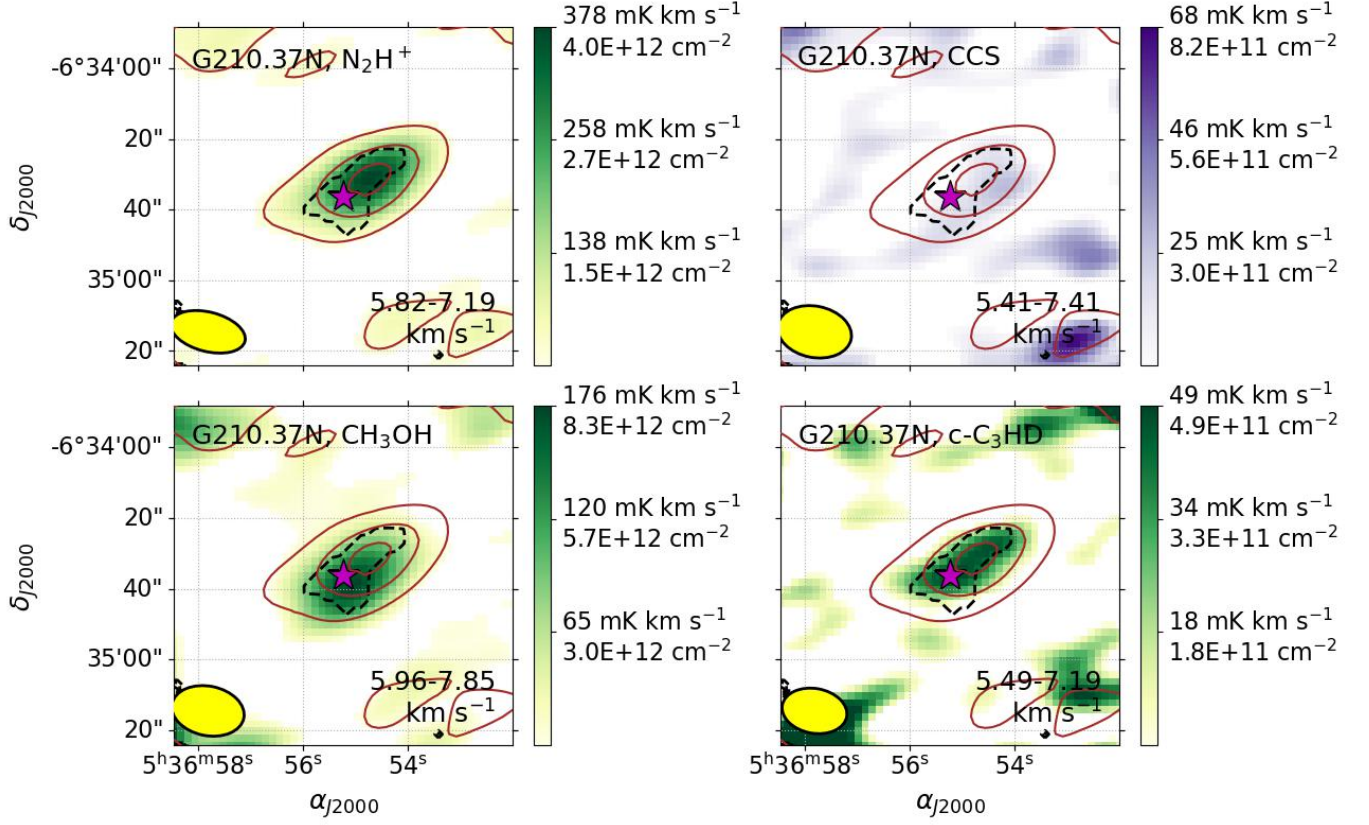 G210.37N, N₂H⁺
-6°34'00"
20"
40"
35'00"
20"
δJ2000
5.82-7.19
km s⁻¹
378 mK km s⁻¹
4.0E+12 cm⁻²
258 mK km s⁻¹
2.7E+12 cm⁻²
138 mK km s⁻¹
1.5E+12 cm⁻²
G210.37N, CCS
5.41-7.41
km s⁻¹
68 mK km s⁻¹
8.2E+11 cm⁻²
46 mK km s⁻¹
5.6E+11 cm⁻²
25 mK km s⁻¹
3.0E+11 cm⁻²
G210.37N, CH₃OH
-6°34'00"
20"
40"
35'00"
20"
δJ2000
5.96-7.85
km s⁻¹
5ʰ36ᵐ58ˢ
56ˢ
54ˢ
αJ2000
176 mK km s⁻¹
8.3E+12 cm⁻²
120 mK km s⁻¹
5.7E+12 cm⁻²
65 mK km s⁻¹
3.0E+12 cm⁻²
G210.37N, c-C₃HD
5.49-7.19
km s⁻¹
5ʰ36ᵐ58ˢ
56ˢ
54ˢ
αJ2000
49 mK km s⁻¹
4.9E+11 cm⁻²
34 mK km s⁻¹
3.3E+11 cm⁻²
18 mK km s⁻¹
1.8E+11 cm⁻²